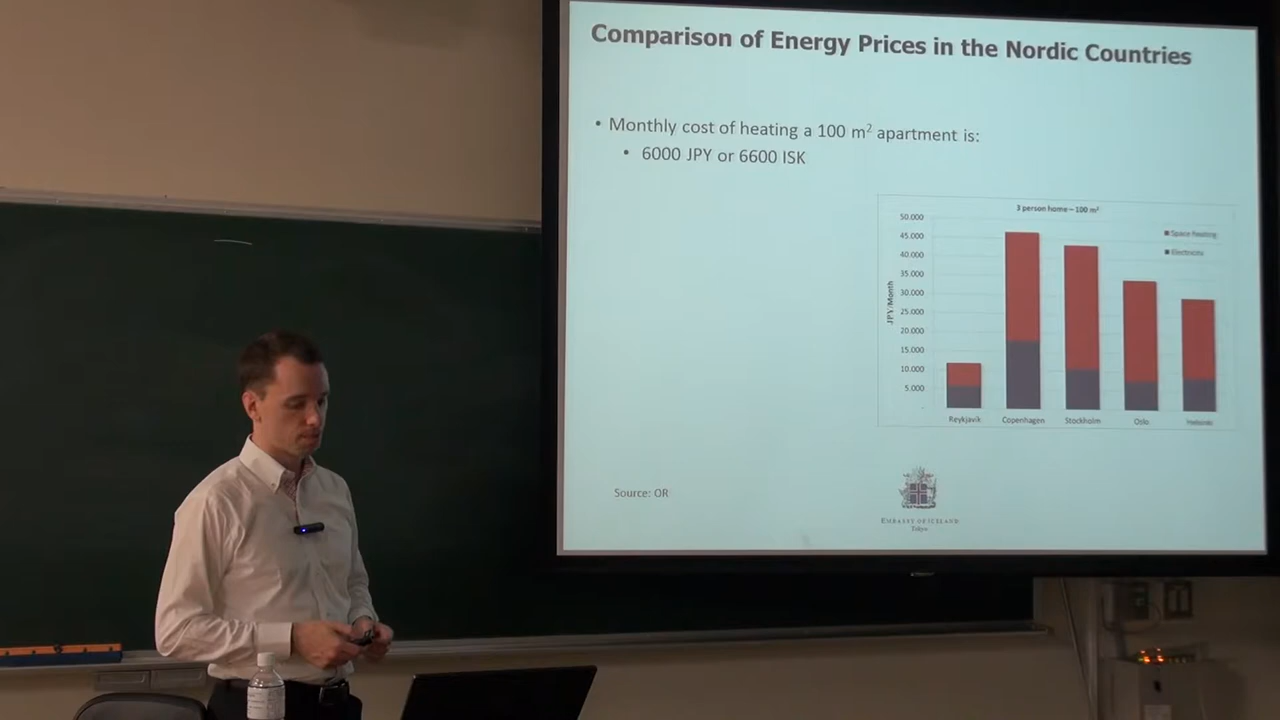 Comparison of Energy Prices in the Nordic Countries
• Monthly cost of heating a 100 m² apartment is:
• 6000 JPY or 6600 ISK
3 person home – 100 m²
50.000
45.000
40.000
35.000
30.000
25.000
20.000
15.000
10.000
5.000
-
JPY/Month
Space heating
Electricity
Reykjavik
Copenhagen
Stockholm
Oslo
Source: OR
EMBASSY OF ICELAND
Tokyo